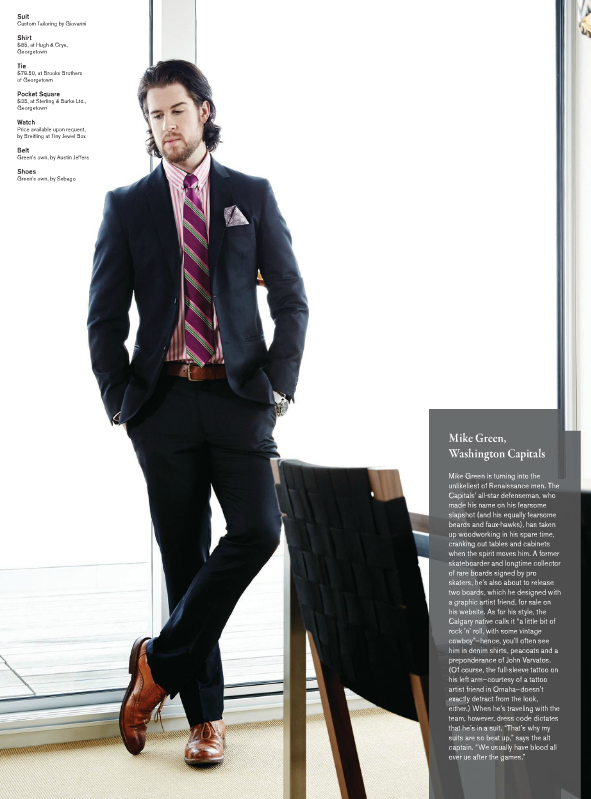 Suit
Custom Tailoring by Giovanni
Shirt
$85, at Hugh & Crye,
Georgetown
Tie
$79.50, at Brooks Brothers
of Georgetown
Pocket Square
$35, at Sterling & Burke Ltd.,
Georgetown
Watch
Price available upon request,
by Breitling at Tiny Jewel Box
Belt
Green's own, by Austin Jeffers
Shoes
Green's own, by Sebago
Mike Green,
Washington Capitals
Mike Green is turning into the
unlikeliest of Renaissance men. The
Capitals' all-star defenseman, who
made his name on his fearsome
slapshot (and his equally fearsome
beards and faux-hawks), has taken
up woodworking in his spare time,
cranking out tables and cabinets
when the spirit moves him. A former
skateboarder and longtime collector
of rare boards signed by pro
skaters, he's also about to release
two boards, which he designed with
a graphic artist friend, for sale on
his website. As for his style, the
Calgary native calls it "a little bit of
rock 'n' roll, with some vintage
cowboy"—hence, you'll often see
him in denim shirts, peacoats and a
preponderance of John Varvatos.
(Of course, the full-sleeve tattoo on
his left arm—courtesy of a tattoo
artist friend in Omaha—doesn't
exactly detract from the look,
either.) When he's traveling with the
team, however, dress code dictates
that he's in a suit. "That's why my
suits are so beat up," says the alt
captain. "We usually have blood all
over us after the games."